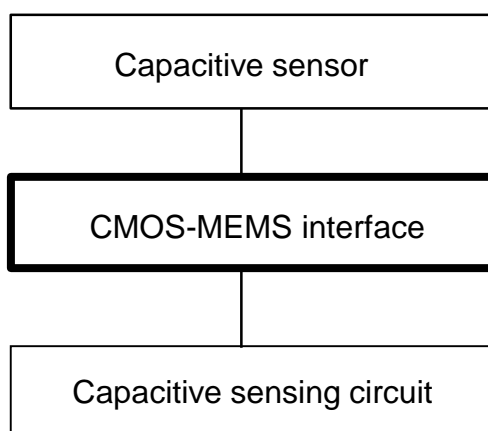 Capacitive sensor
CMOS-MEMS interface
Capacitive sensing circuit